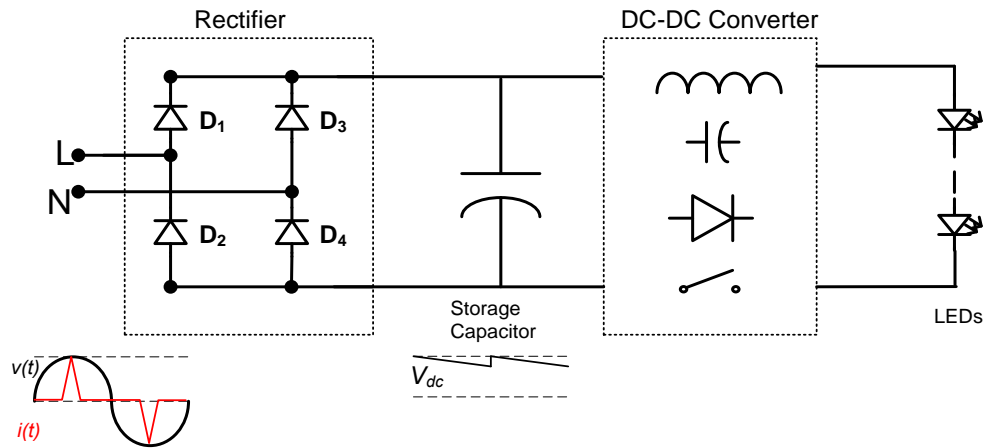 Rectifier
DC-DC Converter
D1
D3
L
N
D2
D4
Storage
Capacitor
LEDs
v(t)
Vdc
i(t)